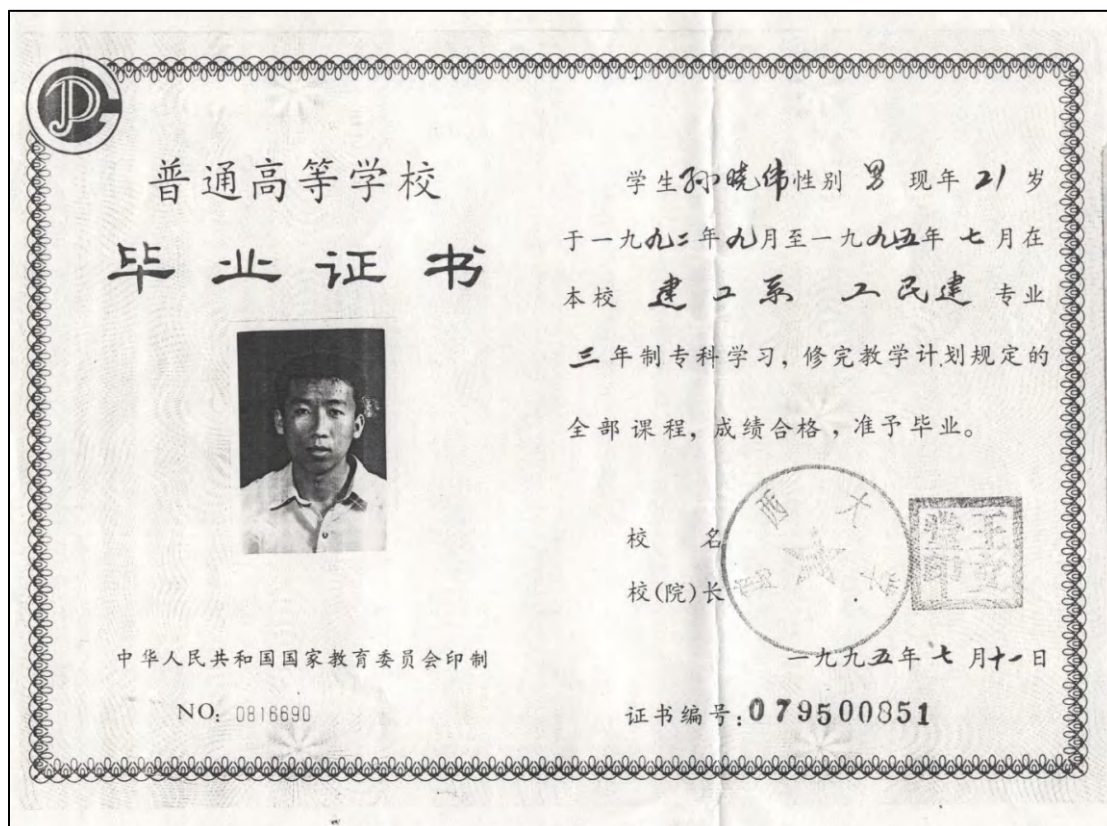 普通高等学校
毕业证书
中华人民共和国国家教育委员会印制
NO: 0816690
学生孙晓伟性别 男 现年 21 岁
于一九九二年九月至一九九五年 七 月在
本校 建工系 工民建 专业
三 年制专科学习，修完教学计划规定的
全部课程，成绩合格，准予毕业。
校 名
校(院)长
西大
一九九五年 七 月十一日
证书编号:079500851